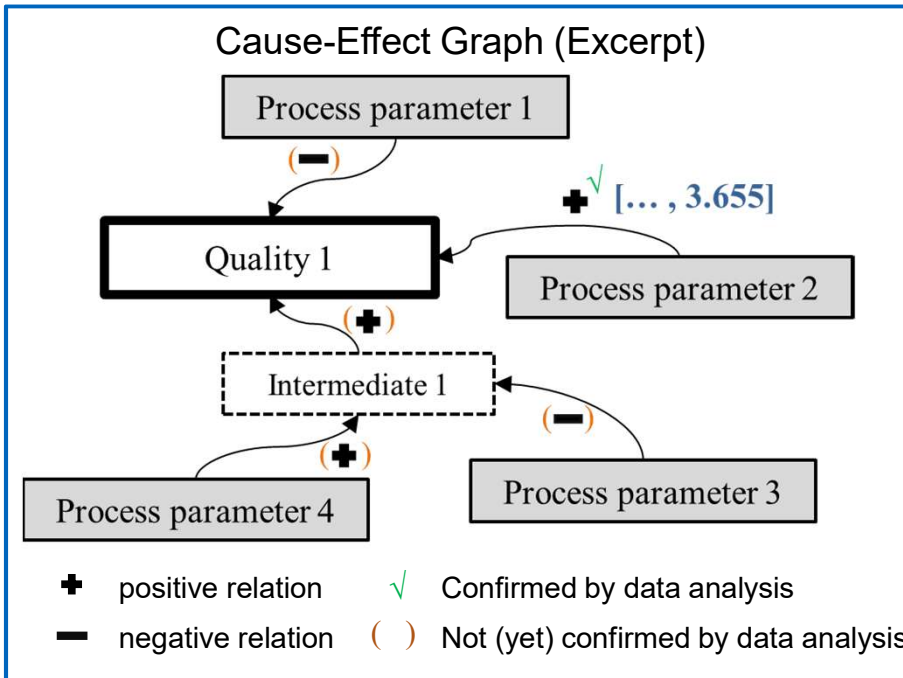 Cause-Effect Graph (Excerpt)
Process parameter 1
(−)
+ √ [... , 3.655]
Quality 1
Process parameter 2
(+)
Intermediate 1
(−)
(+)
Process parameter 3
Process parameter 4
+ positive relation √ Confirmed by data analysis
− negative relation ( ) Not (yet) confirmed by data analysis